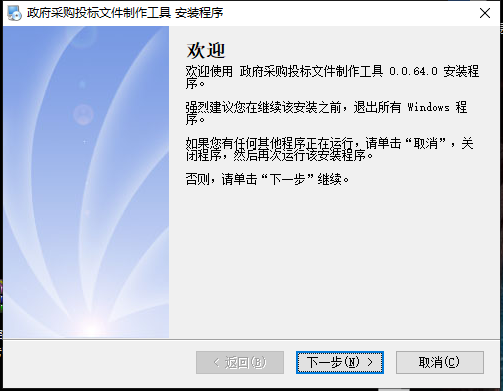 政府采购投标文件制作工具 安装程序
欢迎
欢迎使用 政府采购投标文件制作工具 0.0.64.0 安装程
序。
强烈建议您在继续该安装之前，退出所有 Windows 程
序。
如果您有任何其他程序正在运行，请单击“取消”，关
闭程序，然后再次运行该安装程序。
否则，请单击“下一步”继续。
< 返回(B)
下一步(N) >
取消(C)